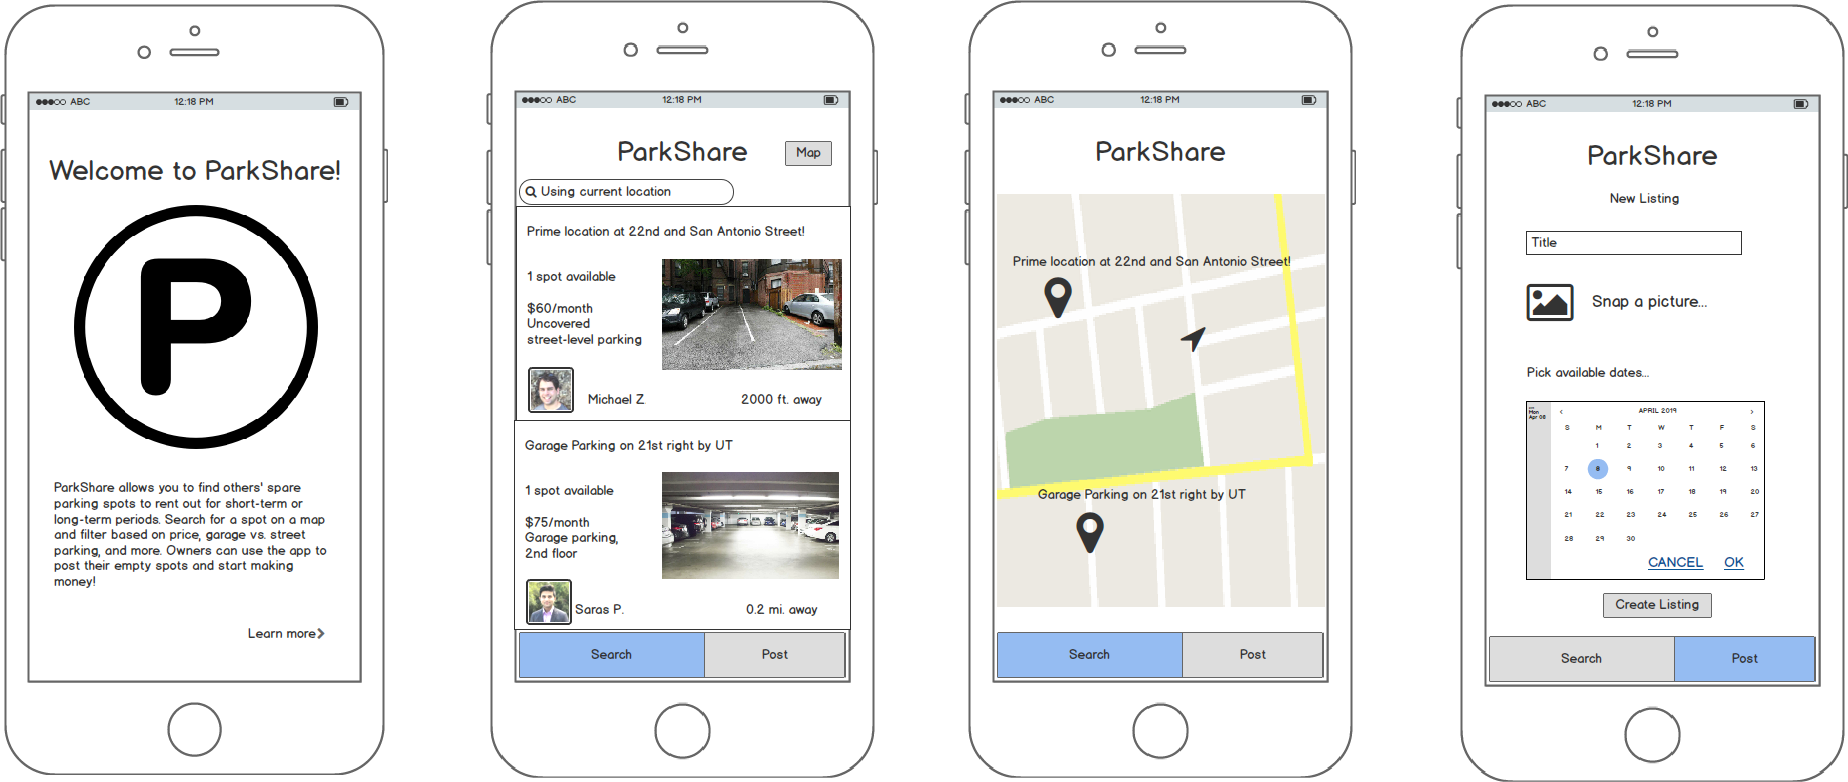 ABC 12:18 PM
Welcome to ParkShare!
P
ParkShare allows you to find others' spare
parking spots to rent out for short-term or
long-term periods. Search for a spot on a map
and filter based on price, garage vs. street
parking, and more. Owners can use the app to
post their empty spots and start making
money!
Learn more
ABC 12:18 PM
ParkShare
Map
Using current location
Prime location at 22nd and San Antonio Street!
1 spot available
$60/month
Uncovered
street-level parking
Michael Z.
2000 ft. away
Garage Parking on 21st right by UT
1 spot available
$75/month
Garage parking,
2nd floor
Saras P.
0.2 mi. away
Search Post
ABC 12:18 PM
ParkShare
Prime location at 22nd and San Antonio Street!
Garage Parking on 21st right by UT
Search Post
ABC 12:18 PM
ParkShare
New Listing
Title
Snap a picture...
Pick available dates...
Mon
Apr 08
< APRIL 2019 >
S M T W T F S
1 2 3 4 5 6
7 8 9 10 11 12 13
14 15 16 17 18 19 20
21 22 23 24 25 26 27
28 29 30
CANCEL OK
Create Listing
Search Post